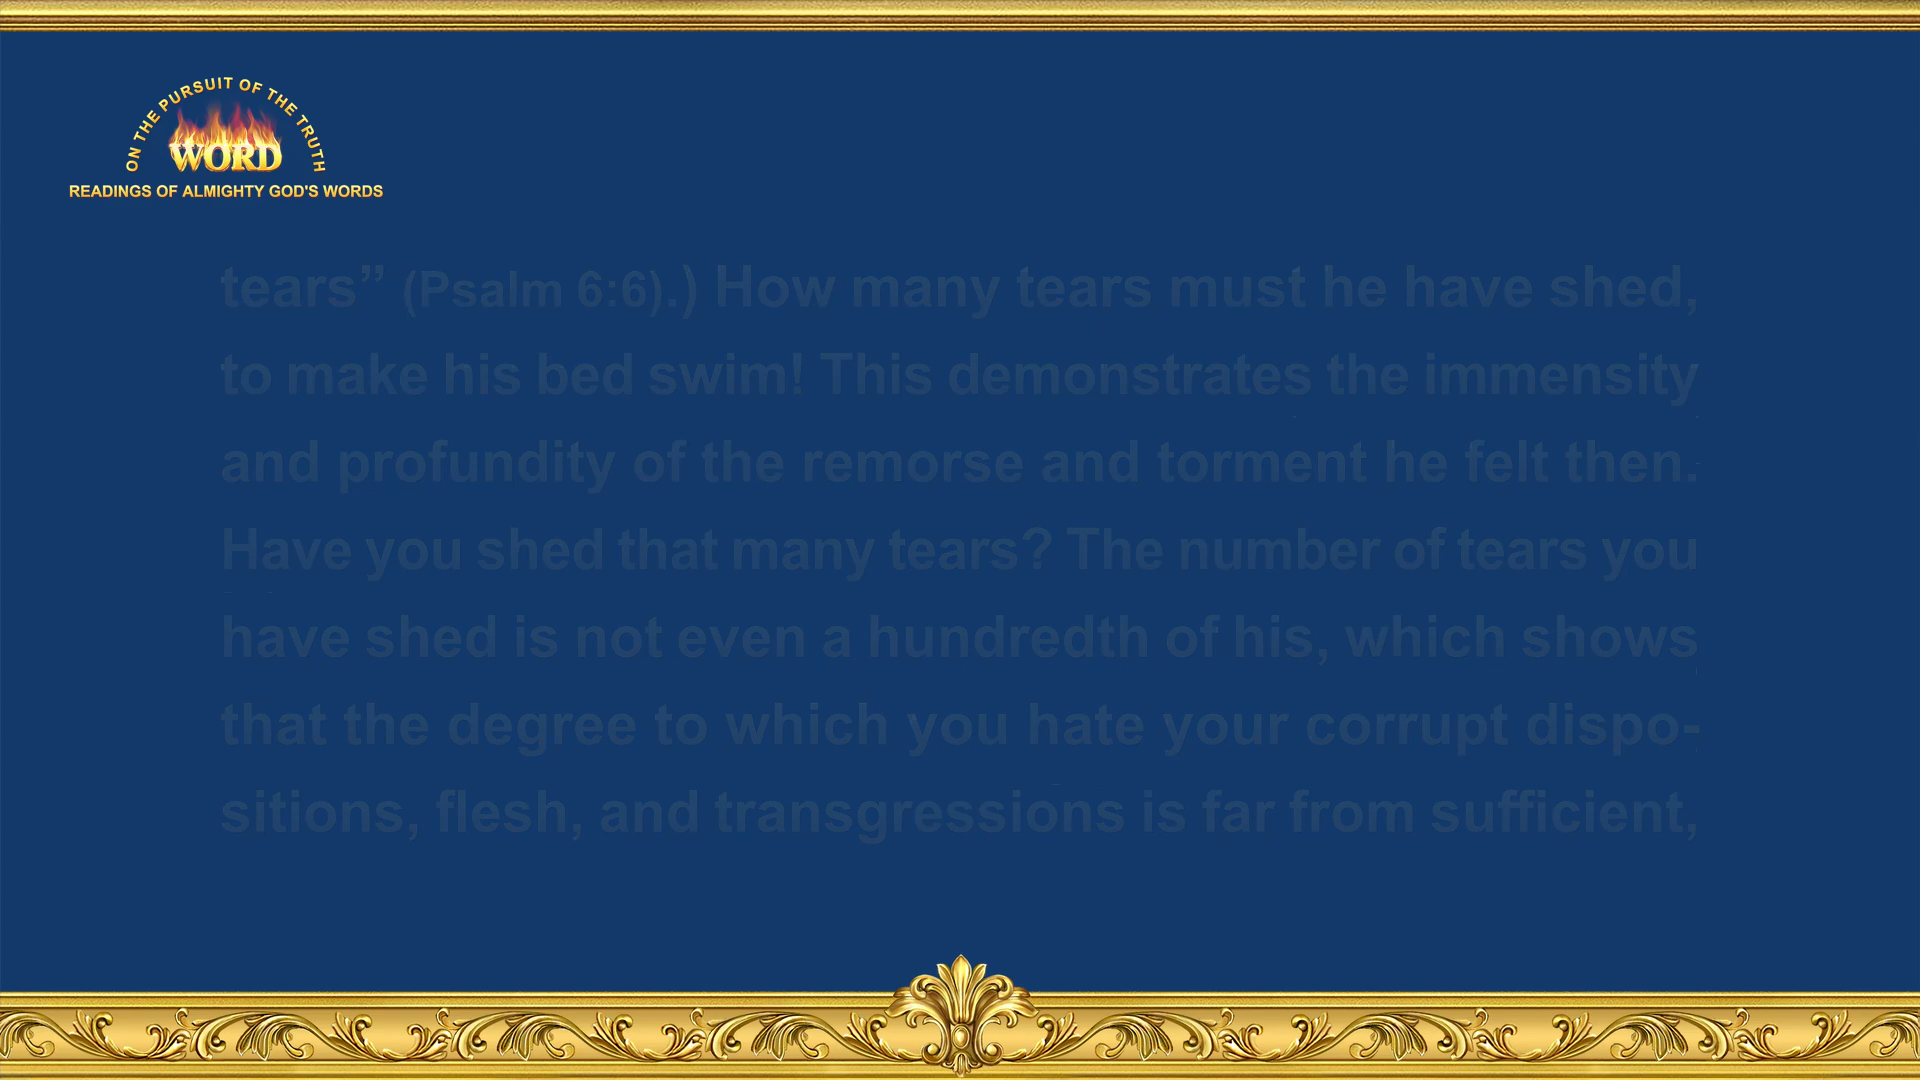 ON THE PURSUIT OF THE TRUTH
WORD
READINGS OF ALMIGHTY GOD'S WORDS
tears” (Psalm 6:6).) How many tears must he have shed,
to make his bed swim! This demonstrates the immensity
and profundity of the remorse and torment he felt then.
Have you shed that many tears? The number of tears you
have shed is not even a hundredth of his, which shows
that the degree to which you hate your corrupt dispo-
sitions, flesh, and transgressions is far from sufficient,